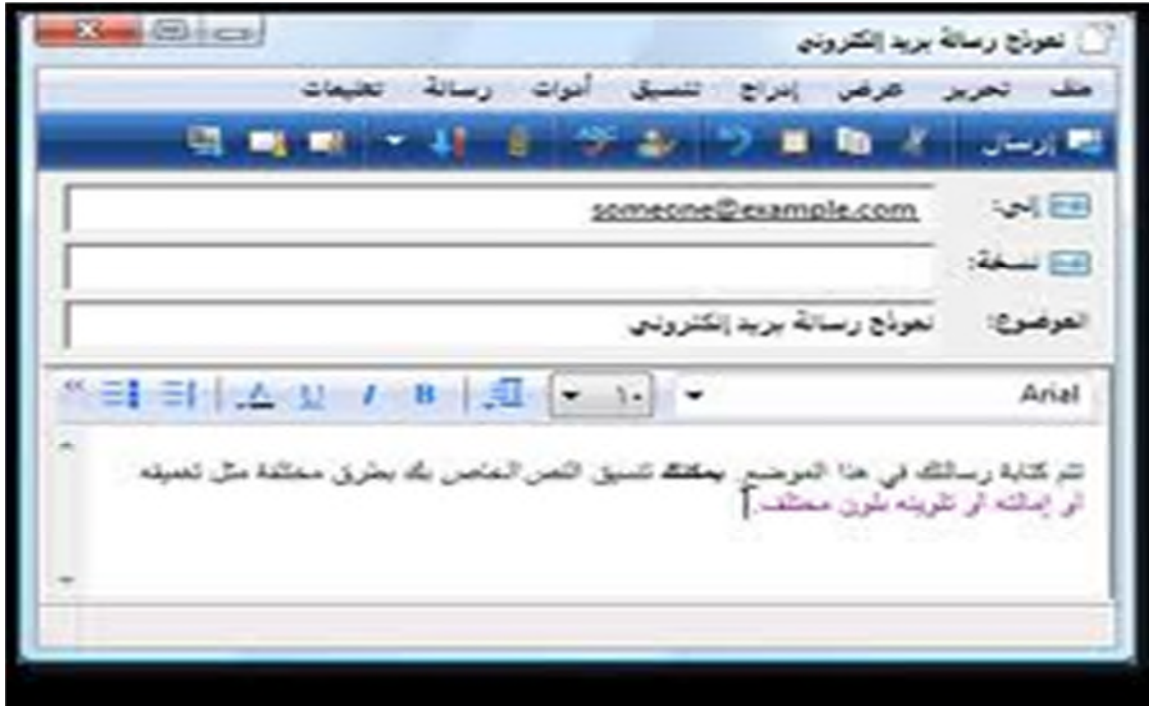 نموذج رسالة بريد إلكتروني
ملف تحرير عرض إدراج تنسيق أدوات رسالة تعليمات
إرسال
إلى: someone@example.com
نسخة:
الموضوع: نموذج رسالة بريد إلكتروني
Arial ١٠ B I U A
تتم كتابة رسالتك في هذا الموضع. يمكنك تنسيق النص الخاص بك بطرق مختلفة مثل تعميقه
أو إمالته أو تلوينه بلون مختلف.